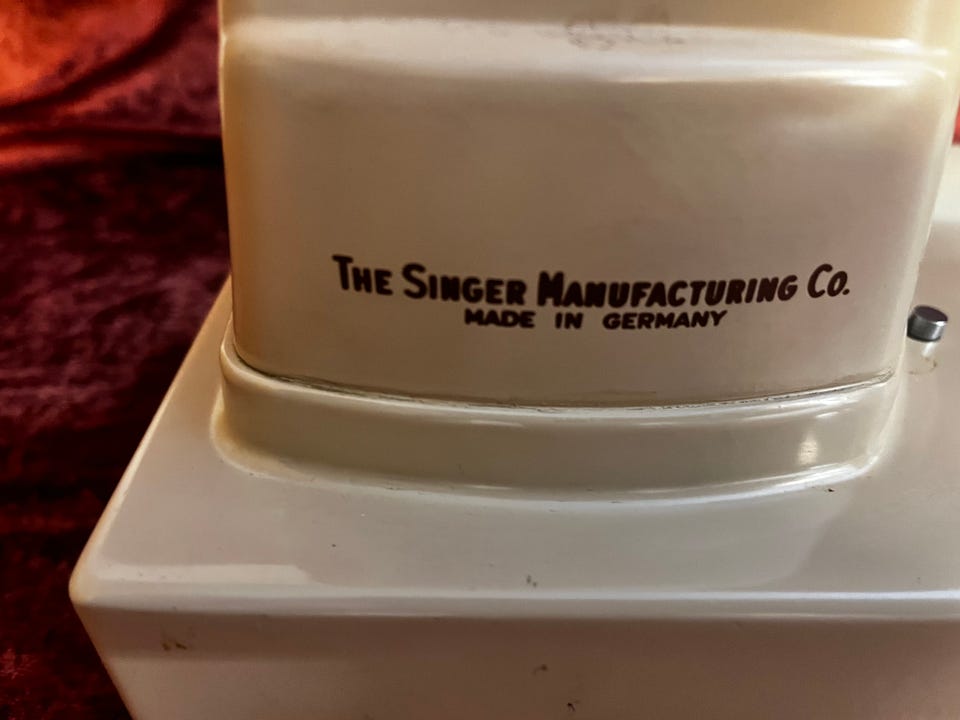 THE SINGER MANUFACTURING CO.
MADE IN GERMANY